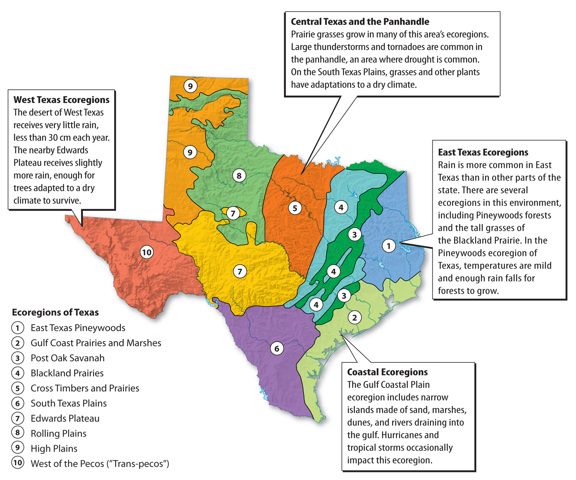 Central Texas and the Panhandle
Prairie grasses grow in many of this area's ecoregions.
Large thunderstorms and tornadoes are common in
the panhandle, an area where drought is common.
On the South Texas Plains, grasses and other plants
have adaptations to a dry climate.
West Texas Ecoregions
The desert of West Texas
receives very little rain,
less than 30 cm each year.
The nearby Edwards
Plateau receives slightly
more rain, enough for
trees adapted to a dry
climate to survive.
East Texas Ecoregions
Rain is more common in East
Texas than in other parts of the
state. There are several
ecoregions in this environment,
including Pineywoods forests
and the tall grasses of
the Blackland Prairie. In the
Pineywoods ecoregion of
Texas, temperatures are mild
and enough rain falls for
forests to grow.
9
9
8
7
5
4
3
1
10
7
4
4
3
2
6
Ecoregions of Texas
1 East Texas Pineywoods
2 Gulf Coast Prairies and Marshes
3 Post Oak Savanah
4 Blackland Prairies
5 Cross Timbers and Prairies
6 South Texas Plains
7 Edwards Plateau
8 Rolling Plains
9 High Plains
10 West of the Pecos ("Trans-pecos")
Coastal Ecoregions
The Gulf Coastal Plain
ecoregion includes narrow
islands made of sand, marshes,
dunes, and rivers draining into
the gulf. Hurricanes and
tropical storms occasionally
impact this ecoregion.